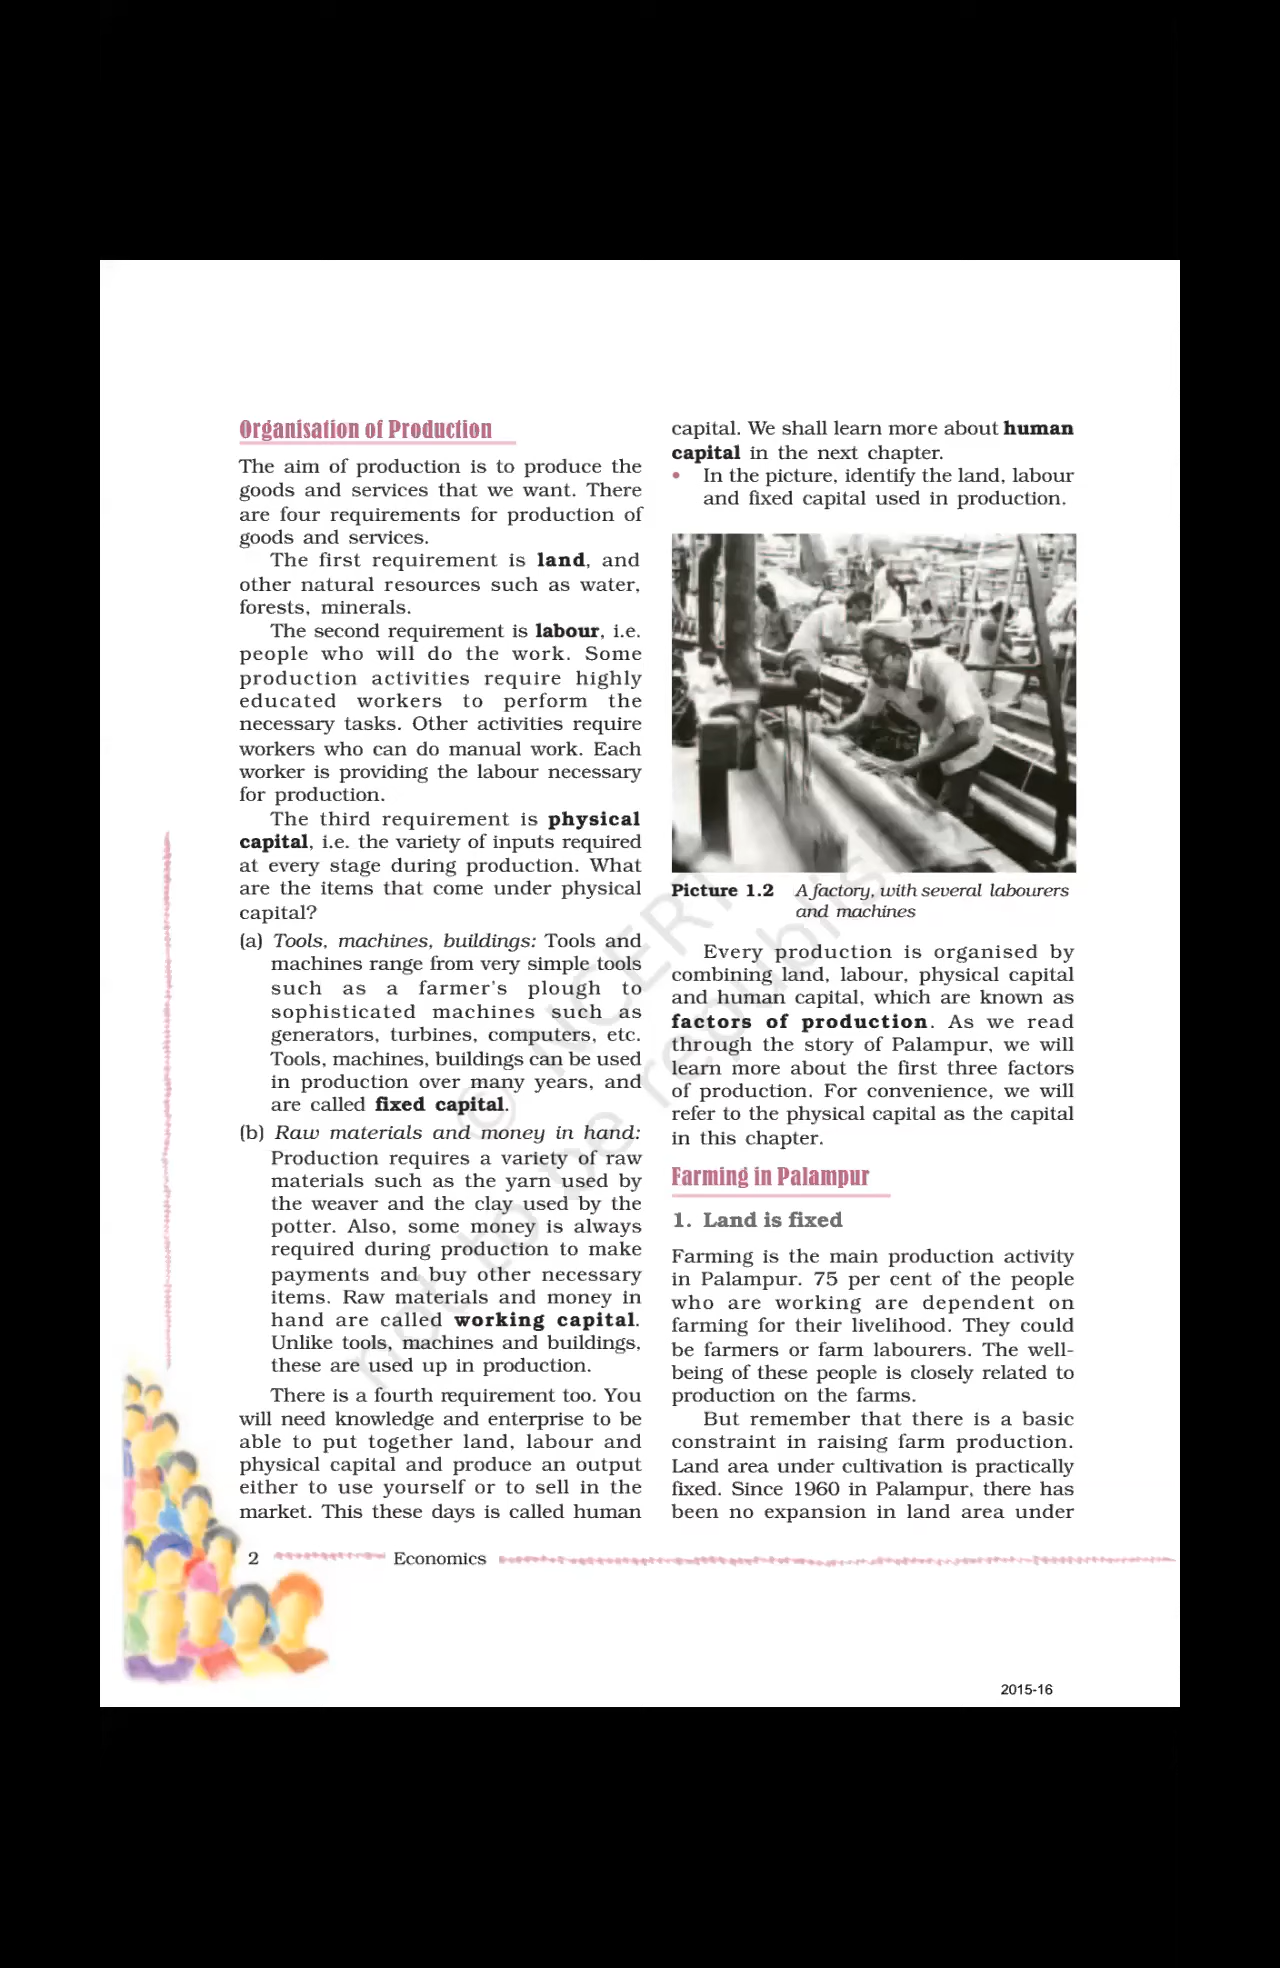 Organisation of Production
The aim of production is to produce the
goods and services that we want. There
are four requirements for production of
goods and services.
The first requirement is land, and
other natural resources such as water,
forests, minerals.
The second requirement is labour, i.e.
people who will do the work. Some
production activities require highly
educated workers to perform the
necessary tasks. Other activities require
workers who can do manual work. Each
worker is providing the labour necessary
for production.
The third requirement is physical
capital, i.e. the variety of inputs required
at every stage during production. What
are the items that come under physical
capital?
(a) Tools, machines, buildings: Tools and
machines range from very simple tools
such as a farmer's plough to
sophisticated machines such as
generators, turbines, computers, etc.
Tools, machines, buildings can be used
in production over many years, and
are called fixed capital.
(b) Raw materials and money in hand:
Production requires a variety of raw
materials such as the yarn used by
the weaver and the clay used by the
potter. Also, some money is always
required during production to make
payments and buy other necessary
items. Raw materials and money in
hand are called working capital.
Unlike tools, machines and buildings,
these are used up in production.
There is a fourth requirement too. You
will need knowledge and enterprise to be
able to put together land, labour and
physical capital and produce an output
either to use yourself or to sell in the
market. This these days is called human
capital. We shall learn more about human
capital in the next chapter.
• In the picture, identify the land, labour
and fixed capital used in production.
Picture 1.2 A factory, with several labourers
and machines
Every production is organised by
combining land, labour, physical capital
and human capital, which are known as
factors of production. As we read
through the story of Palampur, we will
learn more about the first three factors
of production. For convenience, we will
refer to the physical capital as the capital
in this chapter.
Farming in Palampur
1. Land is fixed
Farming is the main production activity
in Palampur. 75 per cent of the people
who are working are dependent on
farming for their livelihood. They could
be farmers or farm labourers. The well-
being of these people is closely related to
production on the farms.
But remember that there is a basic
constraint in raising farm production.
Land area under cultivation is practically
fixed. Since 1960 in Palampur, there has
been no expansion in land area under
2 Economics
2015-16
© NCERT
not to be republish